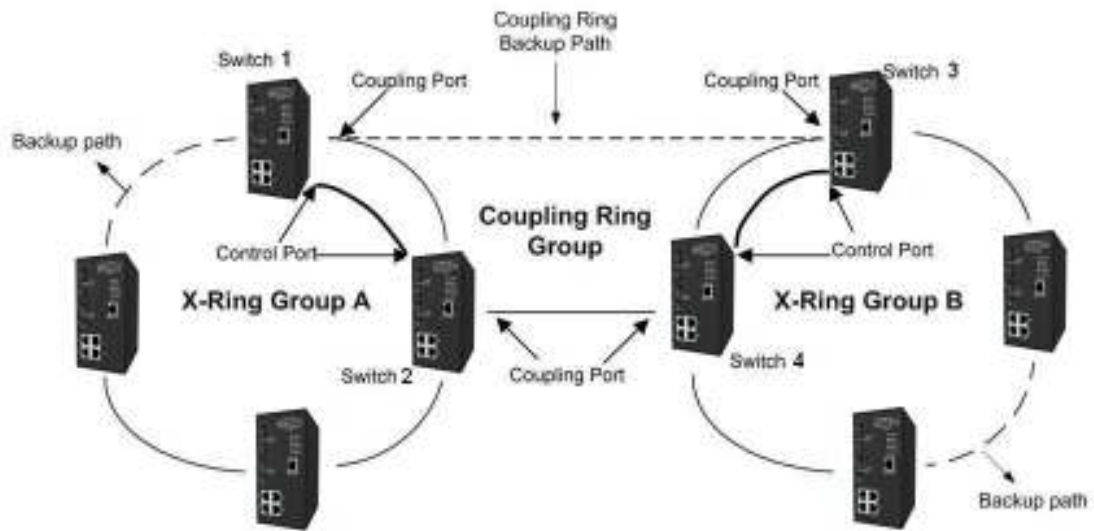 Coupling Ring
Backup Path
Switch 1
Coupling Port
Coupling Port
Switch 3
Backup path
Coupling Ring
Group
Control Port
Control Port
X-Ring Group A
X-Ring Group B
Switch 2
Coupling Port
Switch 4
Backup path